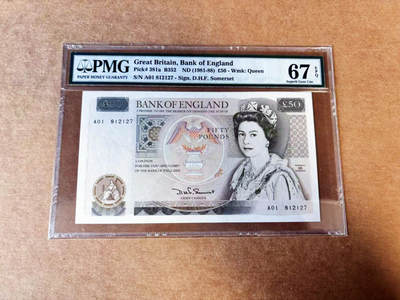 PMG
PAPER MONEY GUARANTY
Great Britain, Bank of England
Pick# 381a B352 ND (1981-88) £50 - Wmk: Queen
S/N A01 812127 - Sign. D.H.F. Somerset
67 EPQ
Superb Gem Unc
BANK OF ENGLAND
£50
A01 812127
FIFTY
POUNDS
LONDON
A01 812127